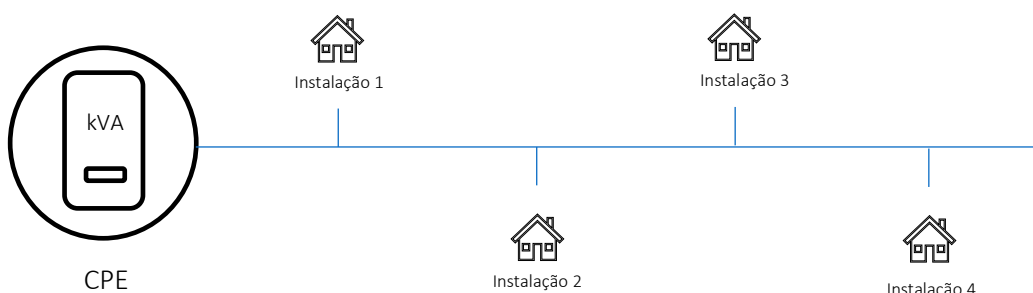 Instalação 1
Instalação 3
kVA
CPE
Instalação 2
Instalação 4